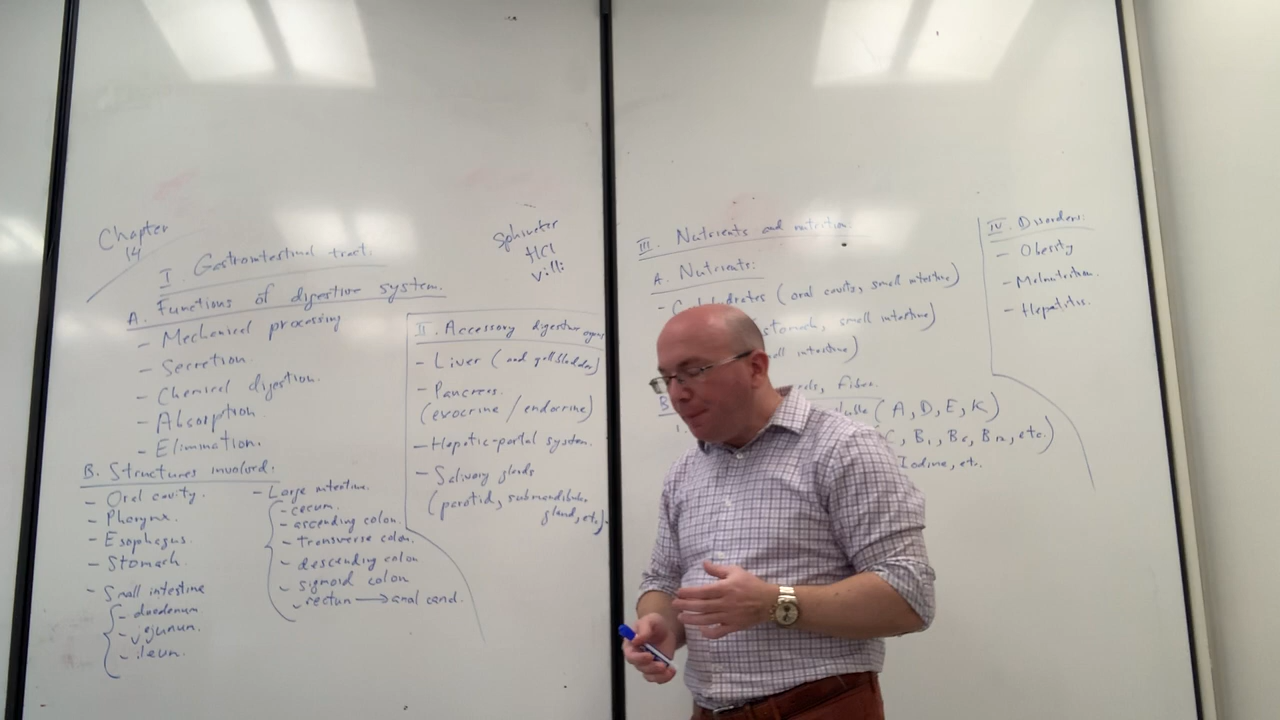 Chapter
14
I. Gastrointestinal tract:
A. Functions of digestive system.
- Mechanical processing
- Secretion.
- Chemical digestion.
- Absorption.
- Elimination.
B. Structures involved:
- Oral cavity.
- Pharynx.
- Esophagus.
- Stomach.
- Small intestine
- duodenum
- jejunum.
- ileum.
- Large intestine.
- cecum.
- ascending colon.
- transverse colon.
- descending colon
- sigmoid colon
- rectum → anal canal.
Sphincter
HCl
villi
II. Accessory digestive organs
- Liver (and gallbladder)
- Pancreas.
(exocrine / endocrine)
- Hepatic-portal system.
- Salivary glands
(parotid, submandibular
gland, etc.)
III. Nutrients and nutrition.
A. Nutrients:
- Carbohydrates (oral cavity, small intestine)
stomach, small intestine)
intestine)
Fibre.
B
1.
(A, D, E, K)
C, B1, B6, B12, etc.)
Iodine, etc.
IV. Disorders:
- Obesity
- Malnutrition.
- Hepatitis.